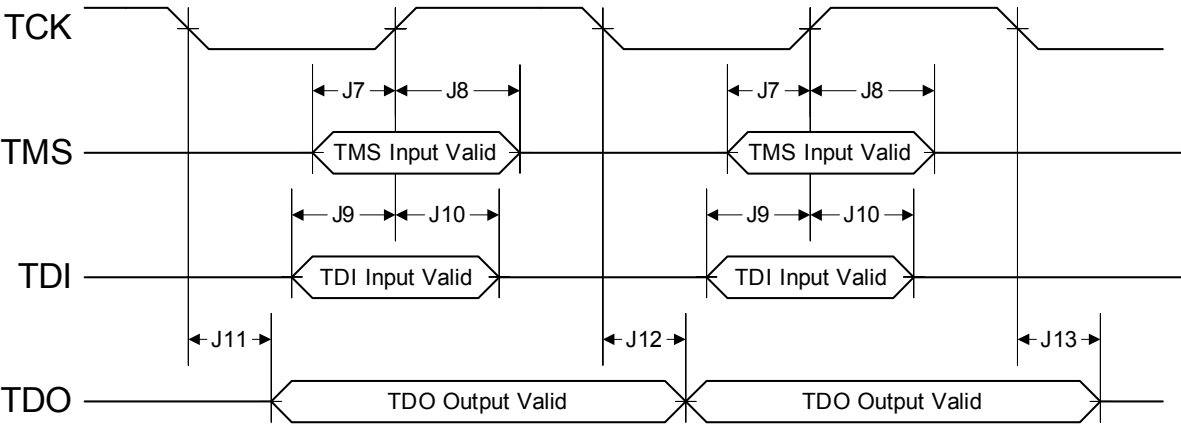 TCK
J7 J8 J7 J8
TMS TMS Input Valid TMS Input Valid
J9 J10 J9 J10
TDI TDI Input Valid TDI Input Valid
J11 J12 J13
TDO TDO Output Valid TDO Output Valid